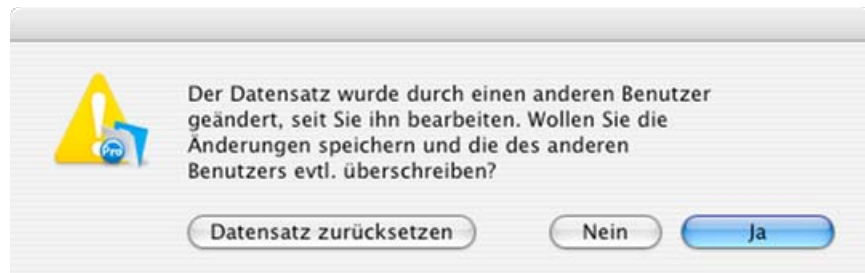 Der Datensatz wurde durch einen anderen Benutzer
geändert, seit Sie ihn bearbeiten. Wollen Sie die
Änderungen speichern und die des anderen
Benutzers evtl. überschreiben?
Pro
Datensatz zurücksetzen Nein Ja